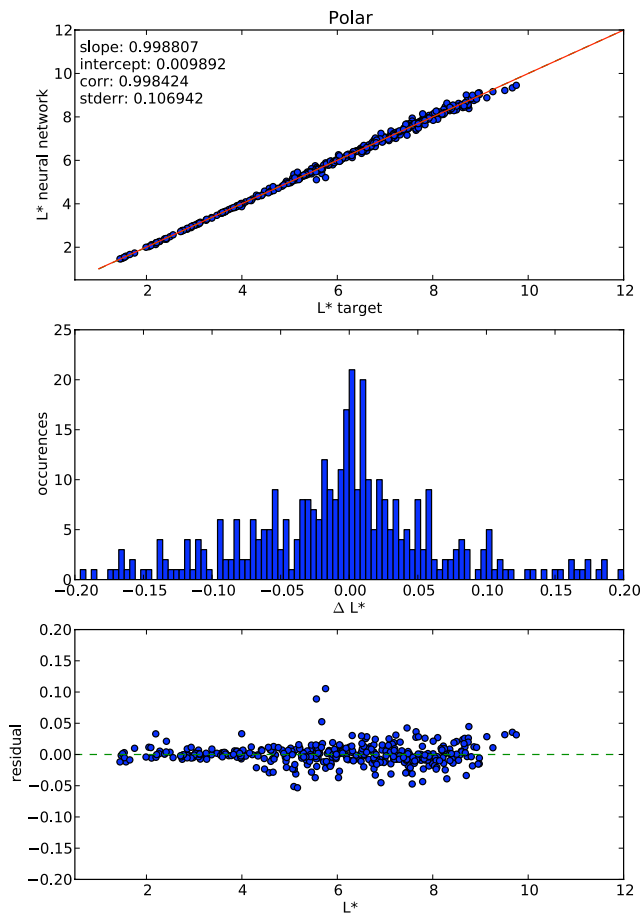 Polar
slope: 0.998807
intercept: 0.009892
corr: 0.998424
stderr: 0.106942
12
10
8
6
4
2
L* neural network
2 4 6 8 10 12
L* target
25
20
15
10
5
0
occurences
−0.20 −0.15 −0.10 −0.05 0.00 0.05 0.10 0.15 0.20
Δ L*
0.20
0.15
0.10
0.05
0.00
−0.05
−0.10
−0.15
−0.20
residual
2 4 6 8 10 12
L*